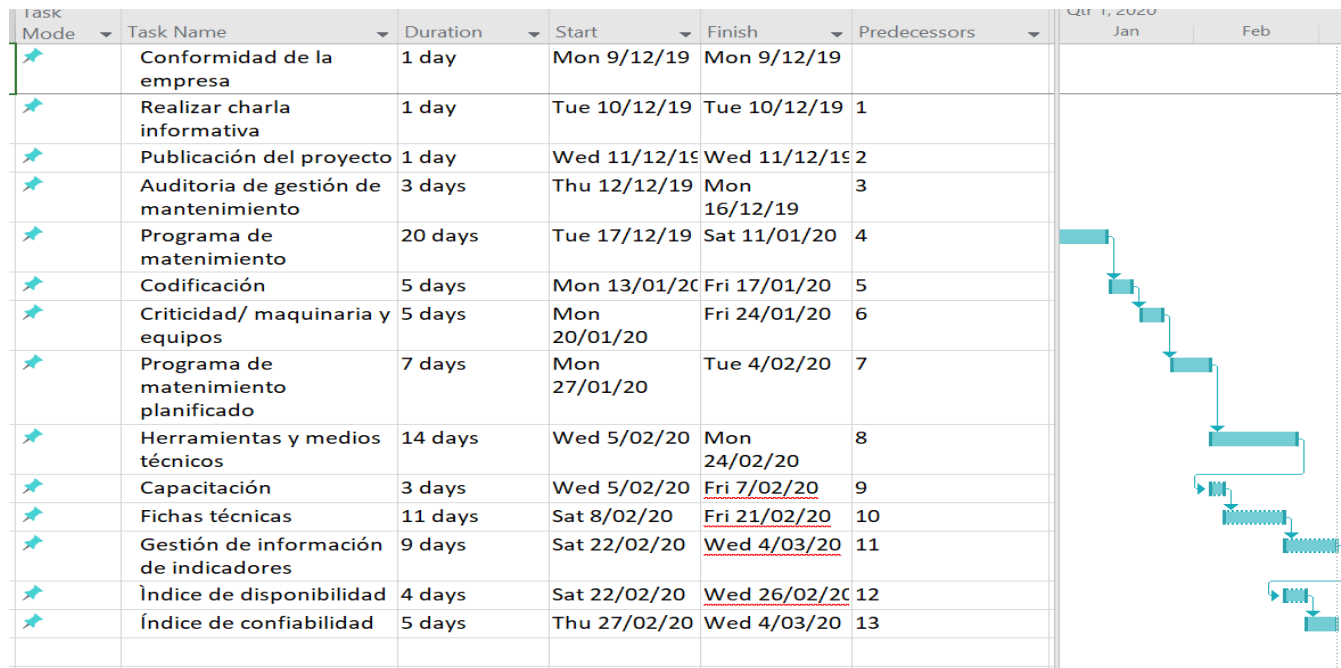 Task Qtr 1, 2020
Mode Task Name Duration Start Finish Predecessors Jan Feb
Conformidad de la 1 day Mon 9/12/19 Mon 9/12/19
empresa
Realizar charla 1 day Tue 10/12/19 Tue 10/12/19 1
informativa
Publicación del proyecto 1 day Wed 11/12/19 Wed 11/12/19 2
Auditoria de gestión de 3 days Thu 12/12/19 Mon 3
mantenimiento 16/12/19
Programa de 20 days Tue 17/12/19 Sat 11/01/20 4
matenimiento
Codificación 5 days Mon 13/01/20 Fri 17/01/20 5
Criticidad/ maquinaria y 5 days Mon Fri 24/01/20 6
equipos 20/01/20
Programa de 7 days Mon Tue 4/02/20 7
matenimiento 27/01/20
planificado
Herramientas y medios 14 days Wed 5/02/20 Mon 8
técnicos 24/02/20
Capacitación 3 days Wed 5/02/20 Fri 7/02/20 9
Fichas técnicas 11 days Sat 8/02/20 Fri 21/02/20 10
Gestión de información 9 days Sat 22/02/20 Wed 4/03/20 11
de indicadores
Ìndice de disponibilidad 4 days Sat 22/02/20 Wed 26/02/20 12
Índice de confiabilidad 5 days Thu 27/02/20 Wed 4/03/20 13